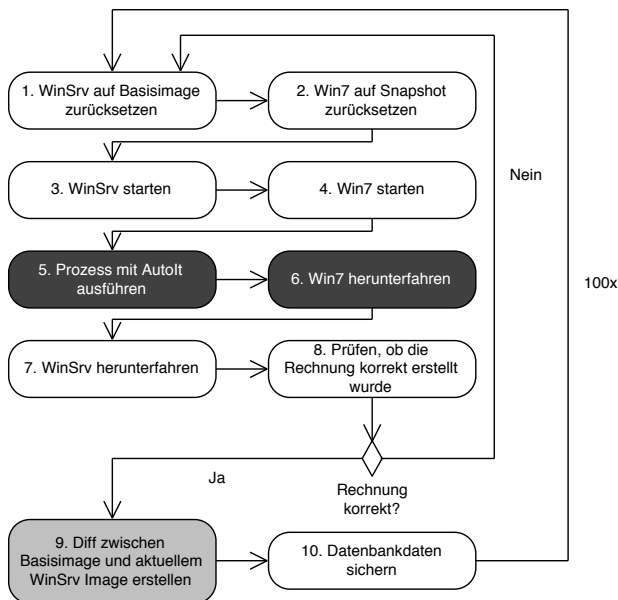 1. WinSrv auf Basisimage
zurücksetzen
2. Win7 auf Snapshot
zurücksetzen
Nein
3. WinSrv starten
4. Win7 starten
5. Prozess mit AutoIt
ausführen
6. Win7 herunterfahren
100x
7. WinSrv herunterfahren
8. Prüfen, ob die
Rechnung korrekt erstellt
wurde
Ja
Rechnung
korrekt?
9. Diff zwischen
Basisimage und aktuellem
WinSrv Image erstellen
10. Datenbankdaten
sichern